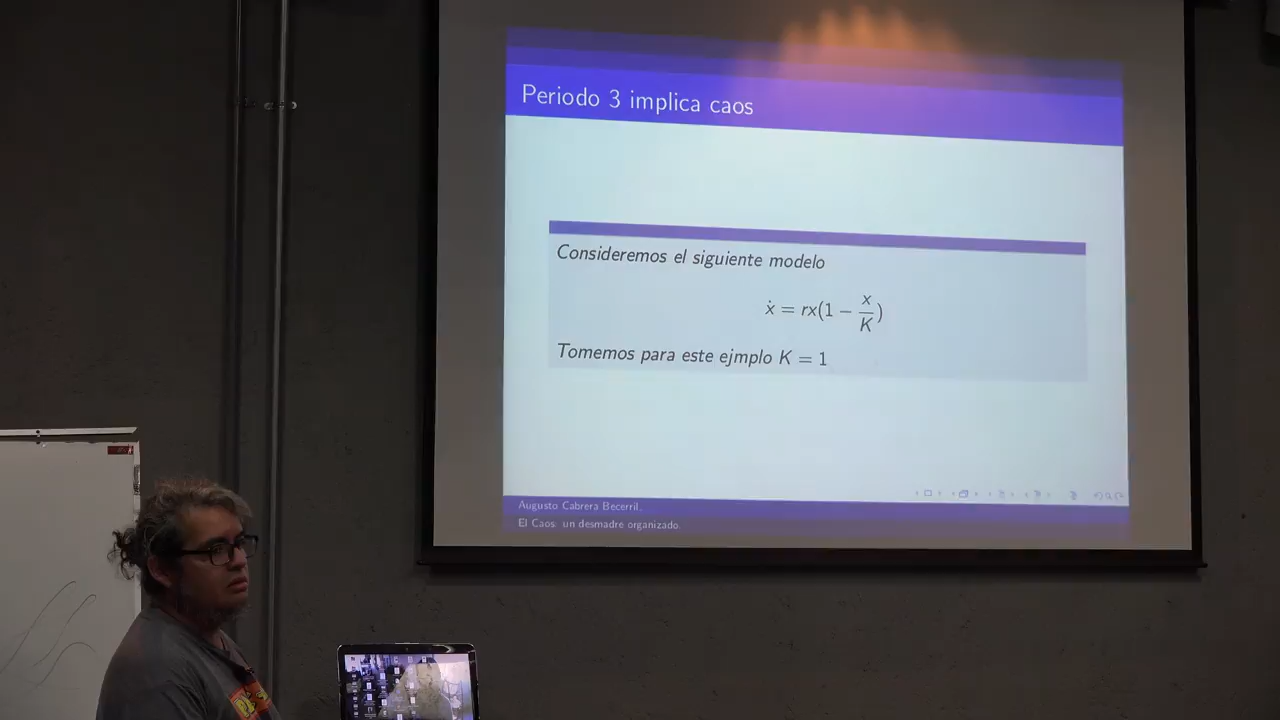 Periodo 3 implica caos
Consideremos el siguiente modelo
ẋ = rx(1 − x/K)
Tomemos para este ejmplo K = 1
Augusto Cabrera Becerril.
El Caos: un desmadre organizado.